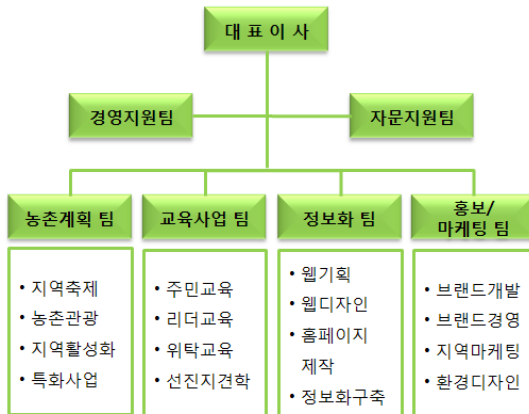 대 표 이 사
경영지원팀
자문지원팀
농촌계획 팀
• 지역축제
• 농촌관광
• 지역활성화
• 특화사업
교육사업 팀
• 주민교육
• 리더교육
• 위탁교육
• 선진지견학
정보화 팀
• 웹기획
• 웹디자인
• 홈페이지
제작
• 정보화구축
홍보/
마케팅 팀
• 브랜드개발
• 브랜드경영
• 지역마케팅
• 환경디자인